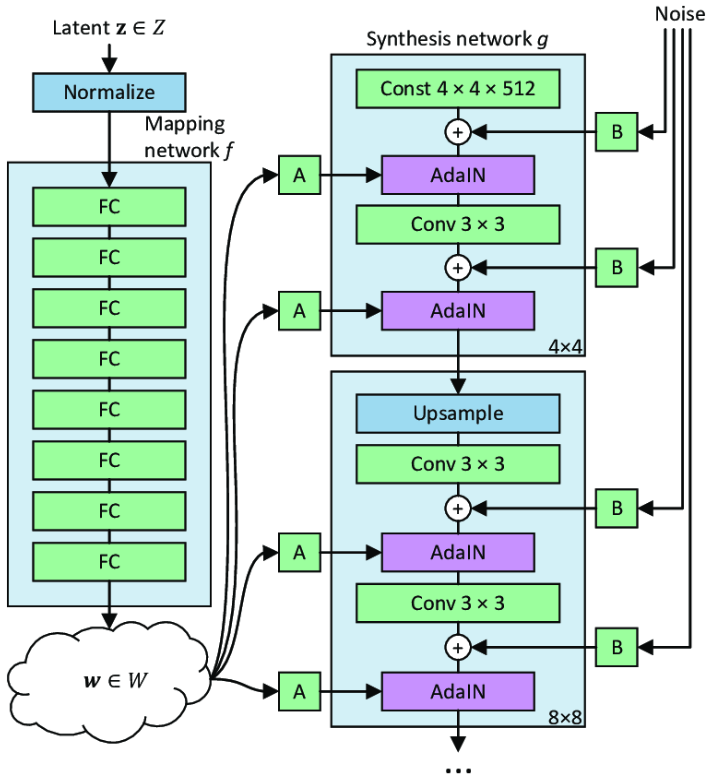 Latent z ∈ Z
Normalize
Mapping
network f
FC
FC
FC
FC
FC
FC
FC
FC
w ∈ W
Noise
Synthesis network g
Const 4 × 4 × 512
+
B
A
AdaIN
Conv 3 × 3
+
B
A
AdaIN
4×4
Upsample
Conv 3 × 3
+
B
A
AdaIN
Conv 3 × 3
+
B
A
AdaIN
8×8
...